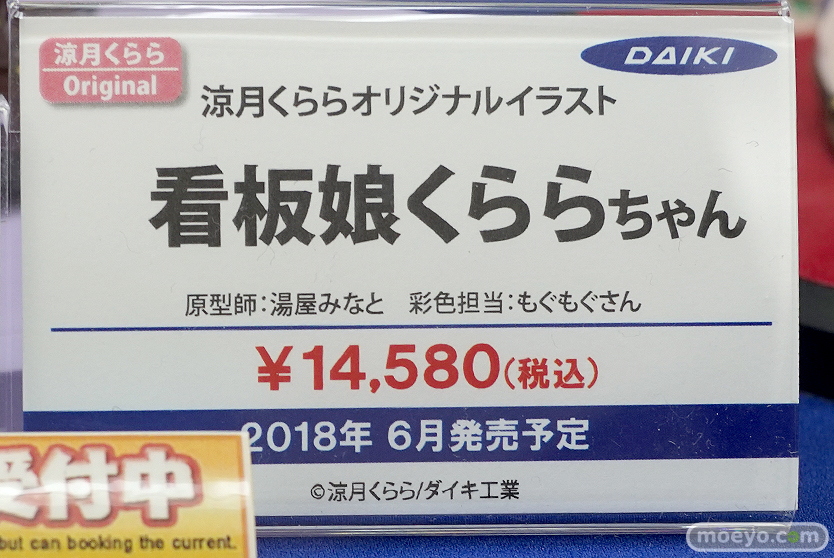 涼月くらら
Original
DAIKI
涼月くららオリジナルイラスト
看板娘くららちゃん
原型師：湯屋みなと　彩色担当：もぐもぐさん
¥14,580(税込)
2018年 6月発売予定
受付中
but can booking the current.
©涼月くらら/ダイキ工業
moeyo.com